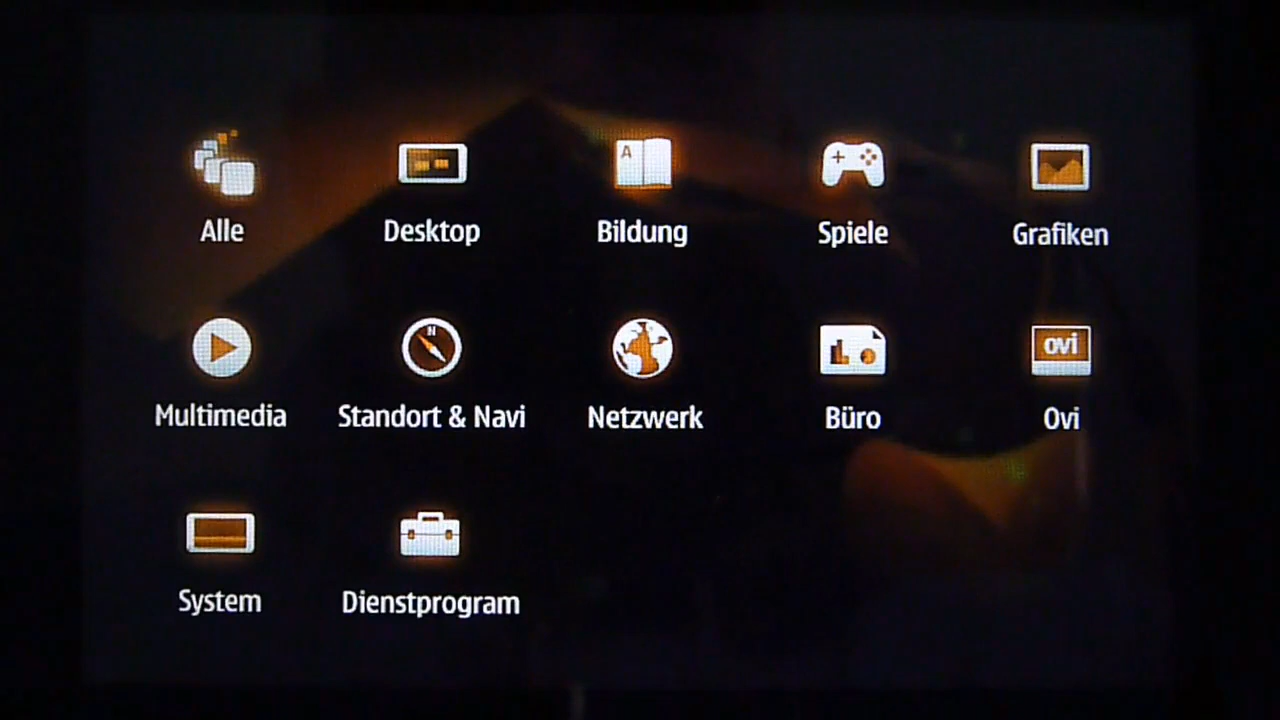 Alle
Desktop
A
Bildung
Spiele
Grafiken
Multimedia
N
Standort & Navi
Netzwerk
Büro
ovi
Ovi
System
Dienstprogram